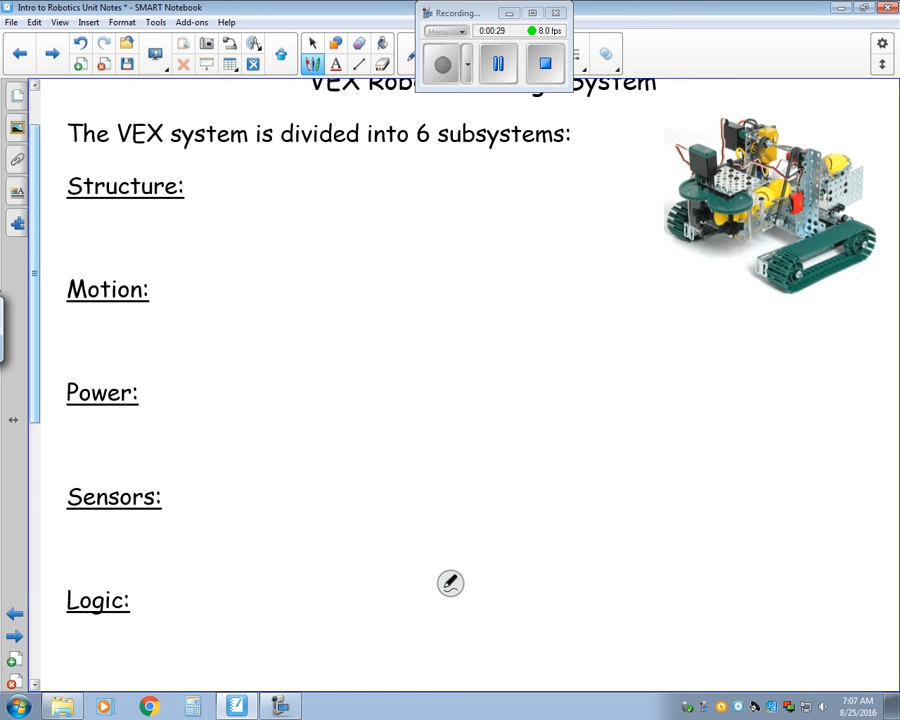 Intro to Robotics Unit Notes * - SMART Notebook
Recording...
File Edit View Insert Format Tools Add-ons Help
Menu 0:00:29 8.0 fps
System
The VEX system is divided into 6 subsystems:
Structure:
Motion:
Power:
Sensors:
Logic:
7:07 AM
8/25/2016